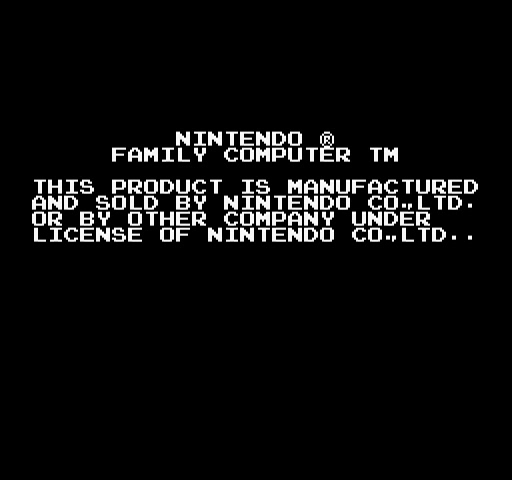 NINTENDO ®
FAMILY COMPUTER TM
THIS PRODUCT IS MANUFACTURED
AND SOLD BY NINTENDO CO.,LTD.
OR BY OTHER COMPANY UNDER
LICENSE OF NINTENDO CO.,LTD..